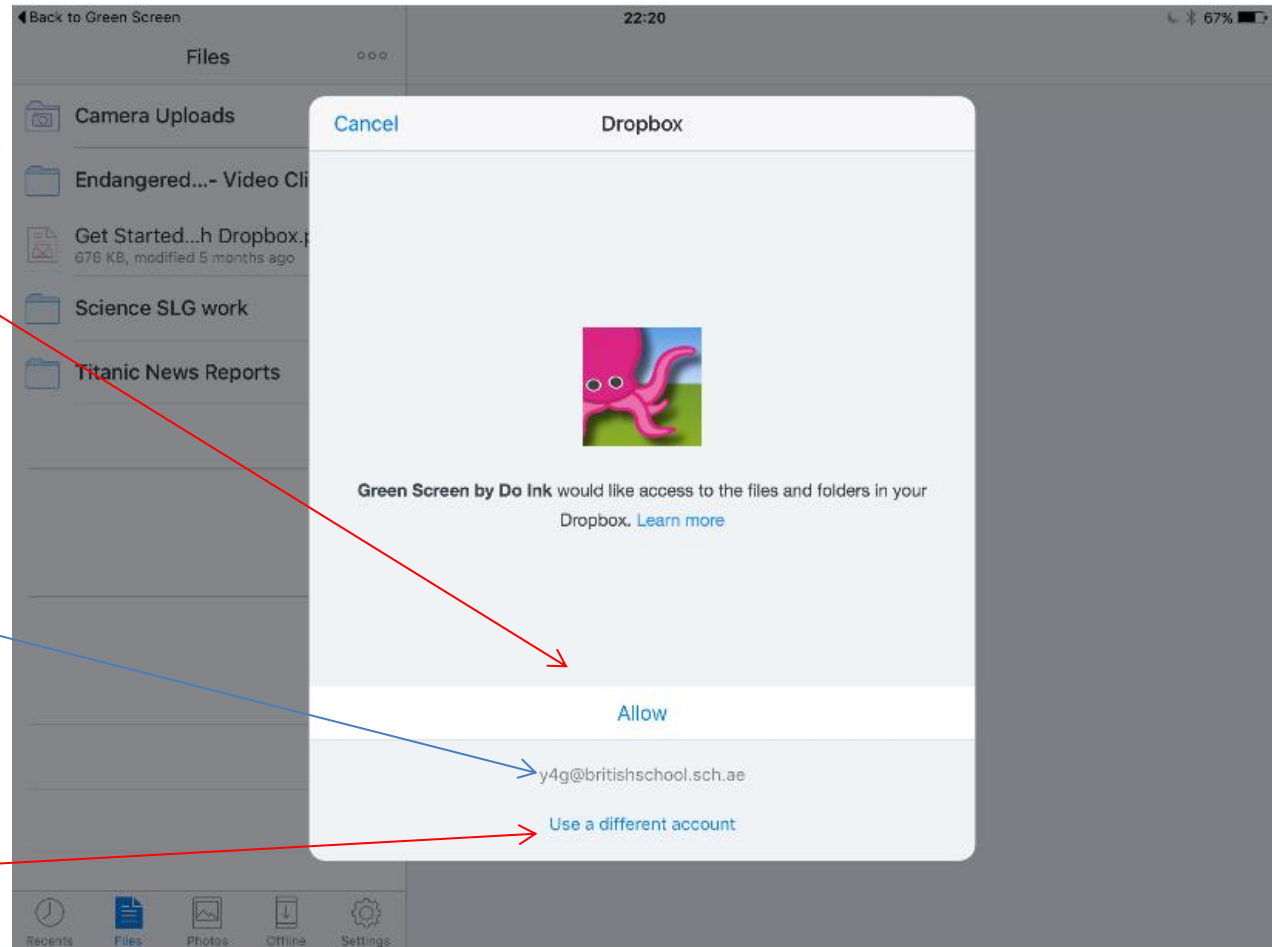 Back to Green Screen
22:20
67%
Files
Camera Uploads
Endangered...- Video Cli
Get Started...h Dropbox.p
676 KB, modified 5 months ago
Science SLG work
Titanic News Reports
Cancel
Dropbox
Green Screen by Do Ink would like access to the files and folders in your
Dropbox. Learn more
Allow
y4g@britishschool.sch.ae
Use a different account
Recents
Files
Photos
Offline
Settings